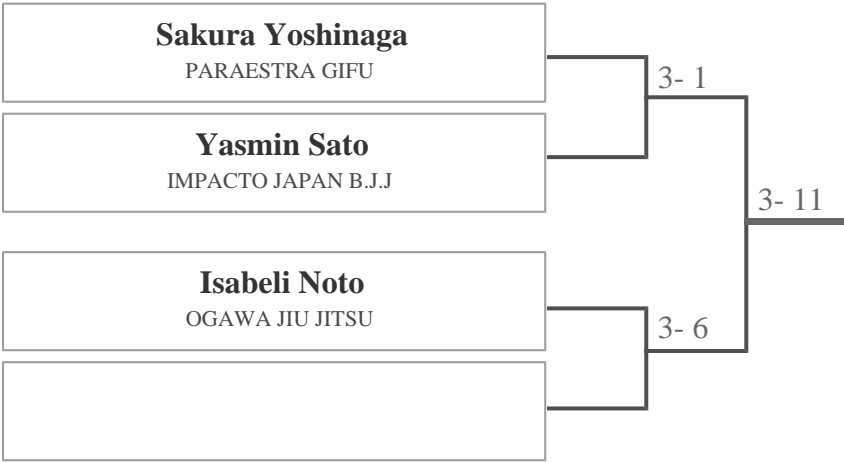 Sakura Yoshinaga
PARAESTRA GIFU
3- 1
Yasmin Sato
IMPACTO JAPAN B.J.J
3- 11
Isabeli Noto
OGAWA JIU JITSU
3- 6